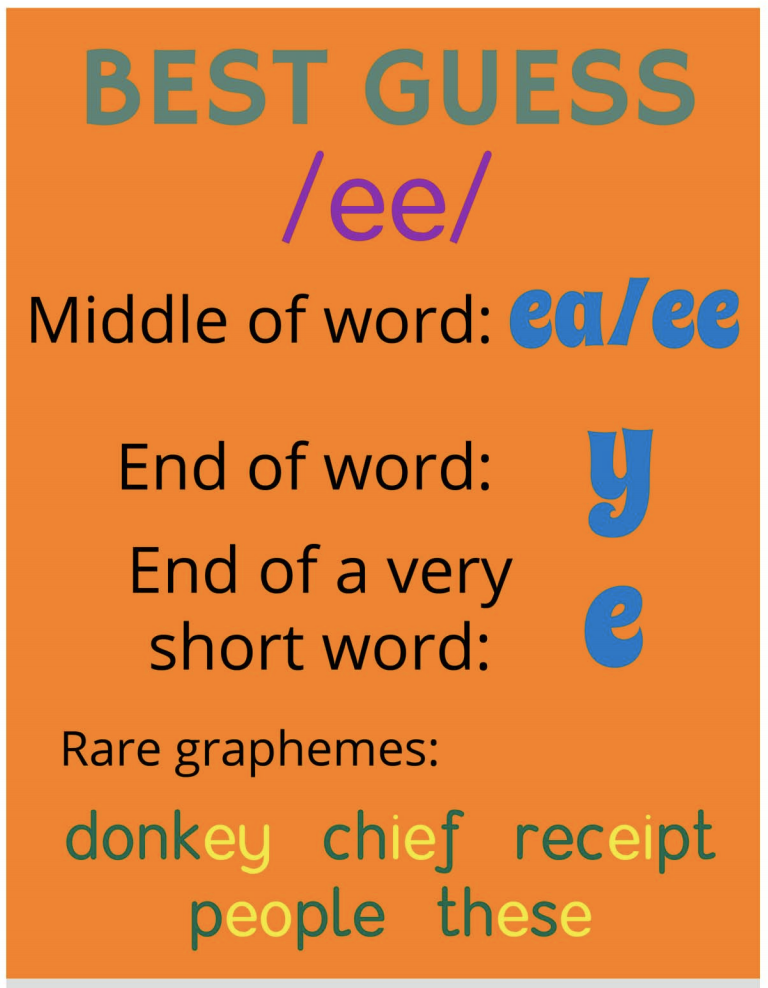 BEST GUESS
/ee/
Middle of word: ea/ee
End of word: y
End of a very
short word: e
Rare graphemes:
donkey chief receipt
people these